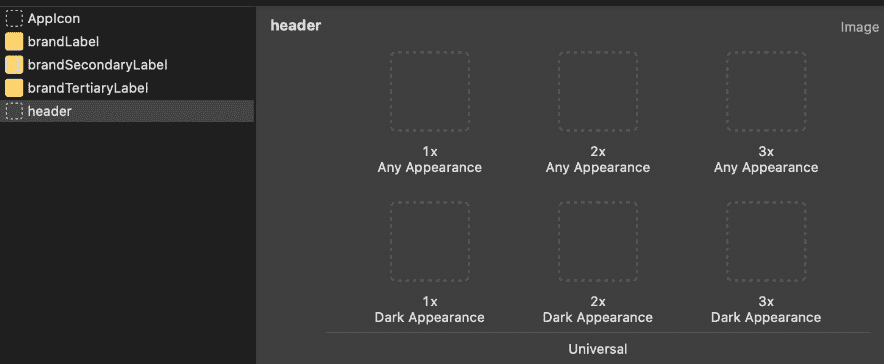 AppIcon
brandLabel
brandSecondaryLabel
brandTertiaryLabel
header
header
Image
1x
Any Appearance
2x
Any Appearance
3x
Any Appearance
1x
Dark Appearance
2x
Dark Appearance
3x
Dark Appearance
Universal